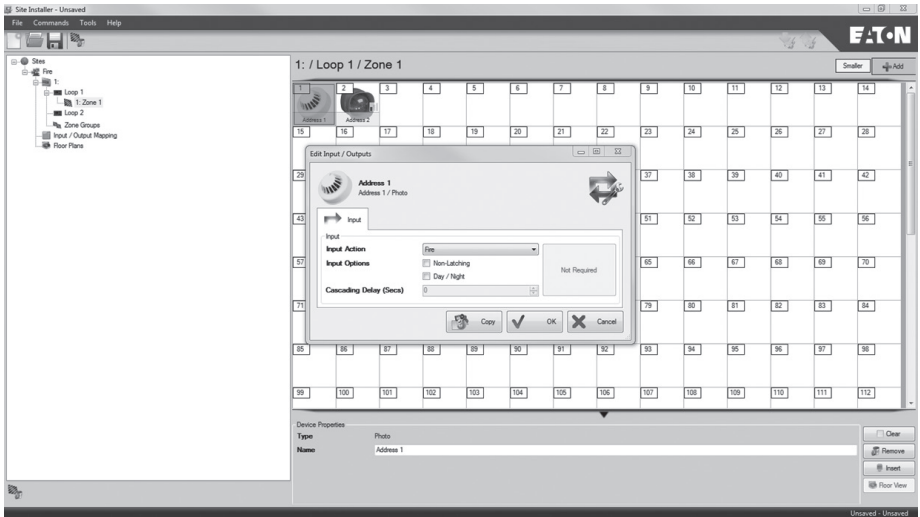 Site Installer - Unsaved
File Commands Tools Help
EATON
Sites
Fire
1:
Loop 1
1: Zone 1
Loop 2
Zone Groups
Input / Output Mapping
Floor Plans
1: / Loop 1 / Zone 1
Smaller
Add
1 2 3 4 5 6 7 8 9 10 11 12 13 14
Address 1 Address 2
15 16 17 18 19 20 21 22 23 24 25 26 27 28
Edit Input / Outputs
29 37 38 39 40 41 42
Address 1
Address 1 / Photo
43 51 52 53 54 55 56
Input
Input
Input Action Fire
Input Options Non-Latching
57 65 66 67 68 69 70
Not Required
Day / Night
Cascading Delay (Secs) 0
71 79 80 81 82 83 84
Copy OK Cancel
85 86 87 88 89 90 91 92 93 94 95 96 97 98
99 100 101 102 103 104 105 106 107 108 109 110 111 112
Device Properties
Type Photo
Name Address 1
Clear
Remove
Insert
Floor View
Unsaved - Unsaved